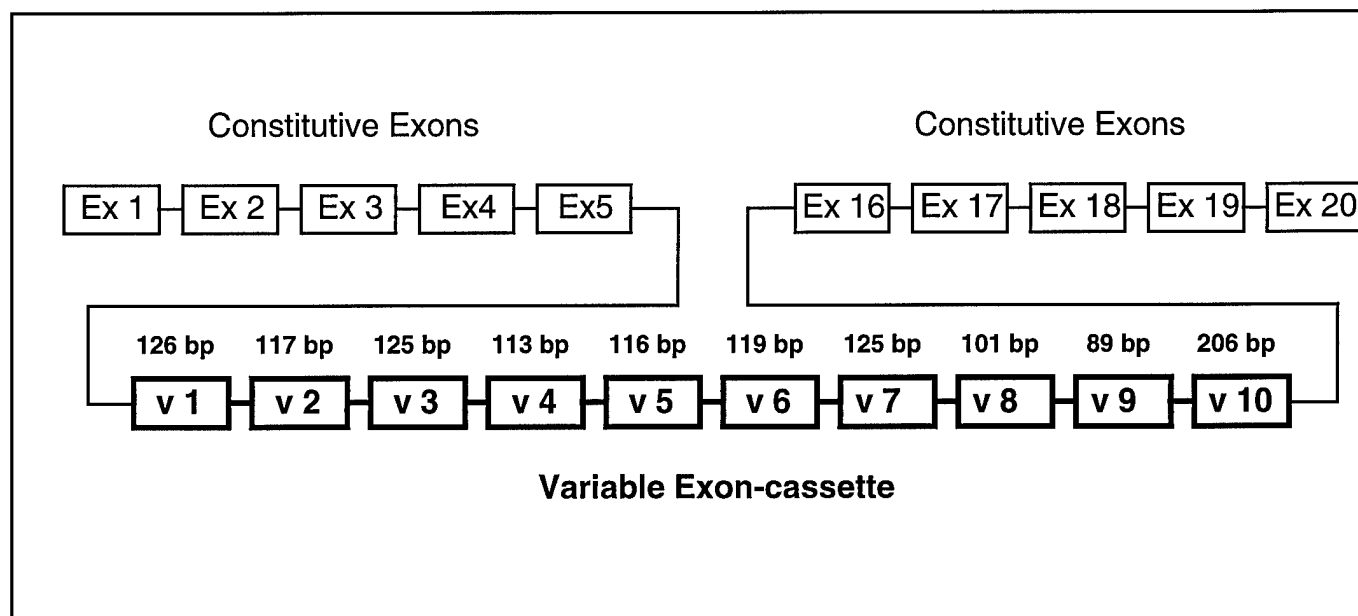 Constitutive Exons Constitutive Exons
Ex 1 Ex 2 Ex 3 Ex4 Ex5 Ex 16 Ex 17 Ex 18 Ex 19 Ex 20
126 bp 117 bp 125 bp 113 bp 116 bp 119 bp 125 bp 101 bp 89 bp 206 bp
v 1 v 2 v 3 v 4 v 5 v 6 v 7 v 8 v 9 v 10
Variable Exon-cassette